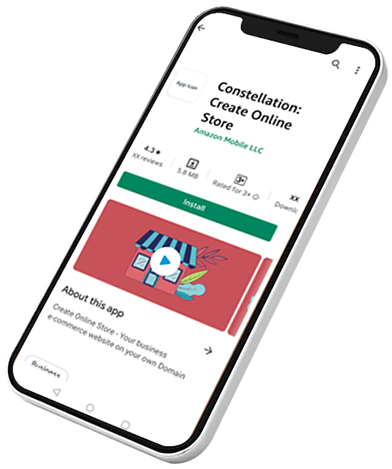 App Icon
Constellation:
Create Online
Store
Amazon Mobile LLC
4.3★
XX reviews
5.8 MB
3+
Rated for 3+
XX
Downlo
Install
About this app
Create Online Store - Your business
e-commerce website on your own Domain
Business